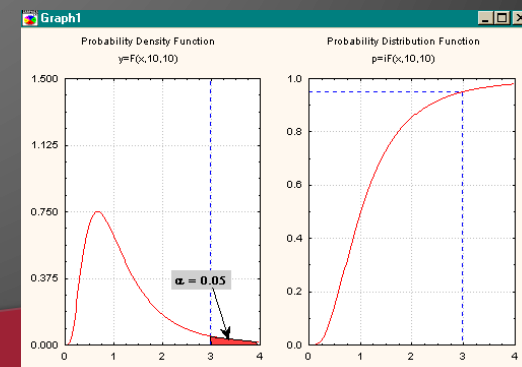 Graph1
Probability Density Function
y=F(x,10,10)
1.500
1.125
0.750
0.375
0.000
0 1 2 3 4
α = 0.05
Probability Distribution Function
p=iF(x,10,10)
1.0
0.8
0.6
0.4
0.2
0.0
0 1 2 3 4